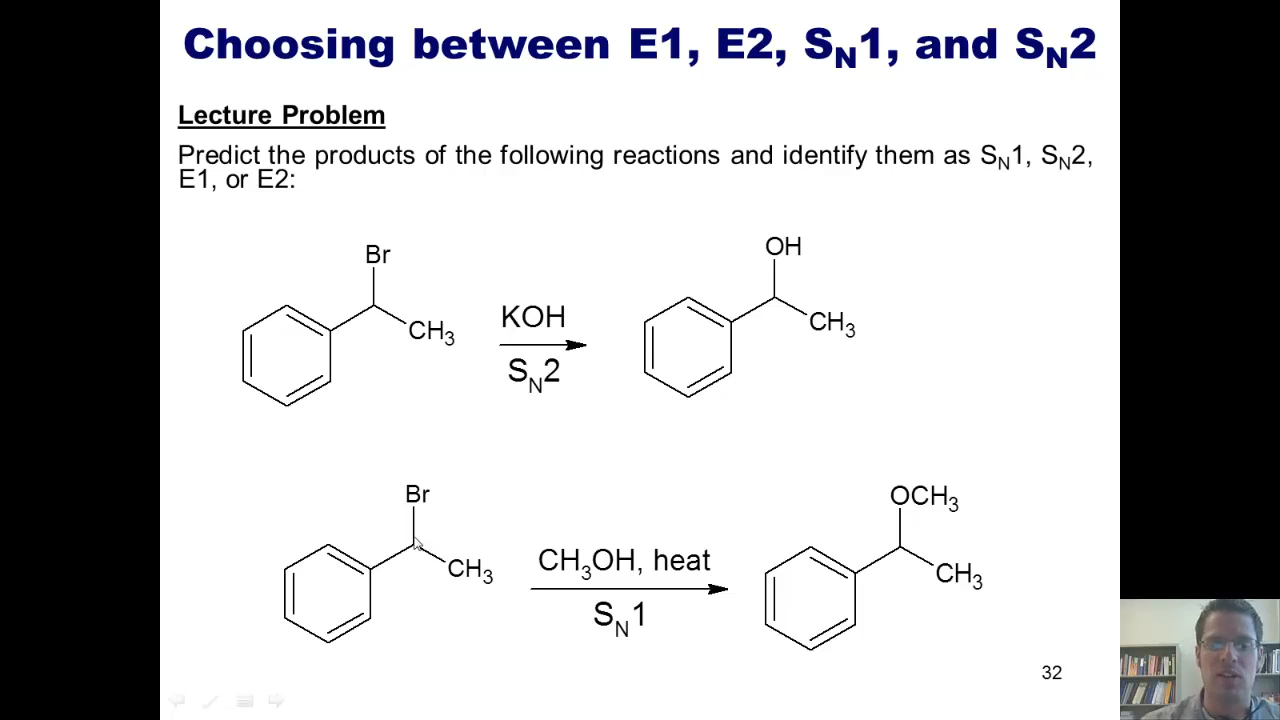 Choosing between E1, E2, SN1, and SN2
Lecture Problem
Predict the products of the following reactions and identify them as SN1, SN2,
E1, or E2:
Br
CH3
KOH
SN2
OH
CH3
Br
CH3
CH3OH, heat
SN1
OCH3
CH3
32